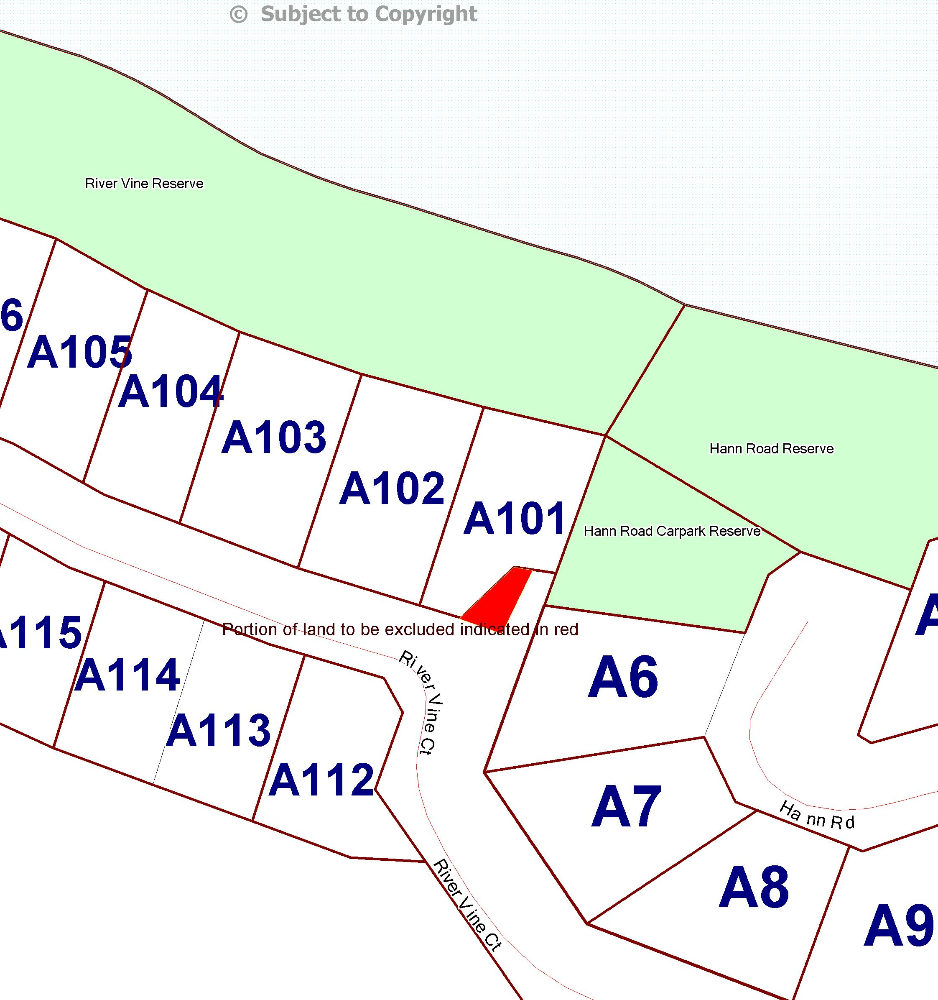 © Subject to Copyright
River Vine Reserve
6
A105
A104
A103
A102
A101
Hann Road Reserve
Hann Road Carpark Reserve
A
A115
A114
A113
A112
Portion of land to be excluded indicated in red
River Vine Ct
A6
A7
Hann Rd
River Vine Ct
A8
A9